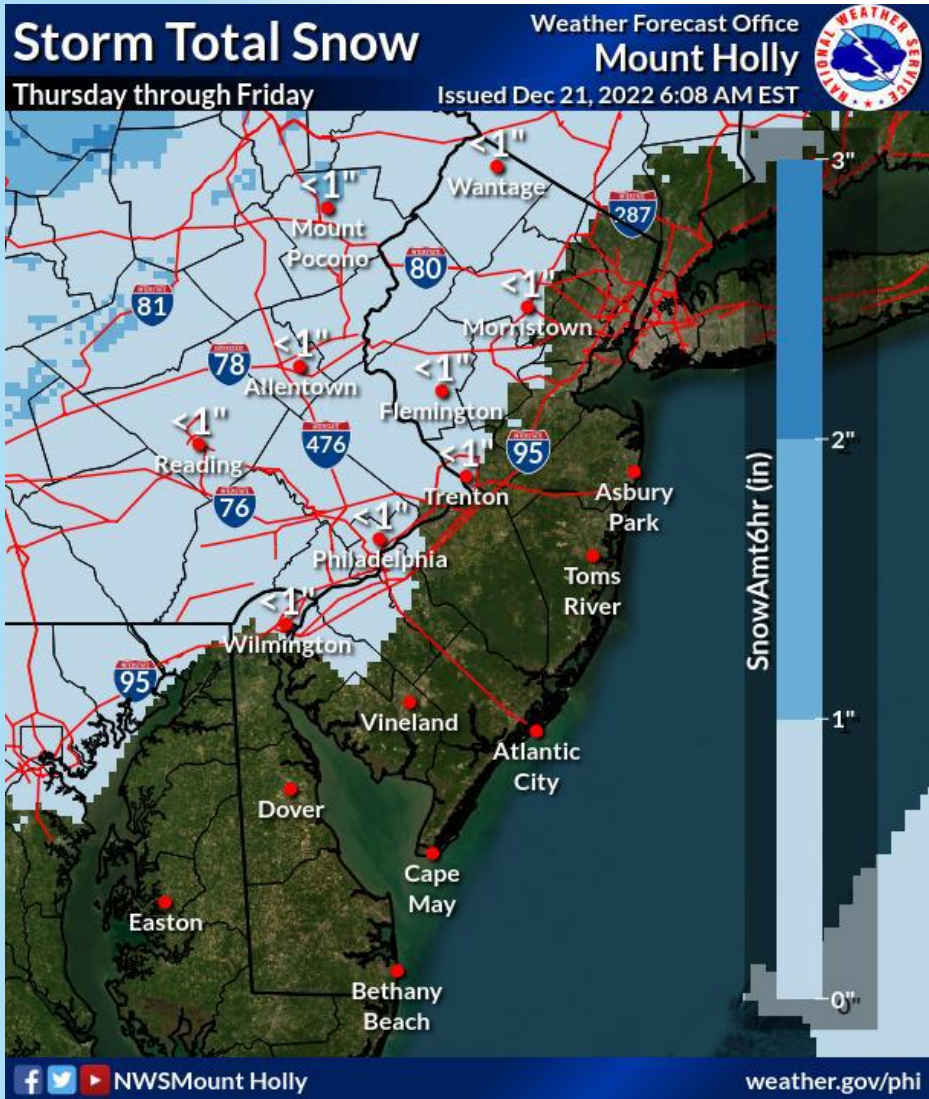 Storm Total Snow
Thursday through Friday
Weather Forecast Office
Mount Holly
Issued Dec 21, 2022 6:08 AM EST
NATIONAL WEATHER SERVICE
<1"
Wantage
<1"
Mount
Pocono
287
80
81
<1"
Morristown
78
<1"
Allentown
<1"
Flemington
<1"
Reading
476
95
<1"
Trenton
Asbury
Park
76
<1"
Philadelphia
Toms
River
<1"
Wilmington
95
Vineland
Atlantic
City
Dover
Cape
May
Easton
Bethany
Beach
3"
2"
1"
0"
SnowAmt6hr (in)
NWSMount Holly
weather.gov/phi